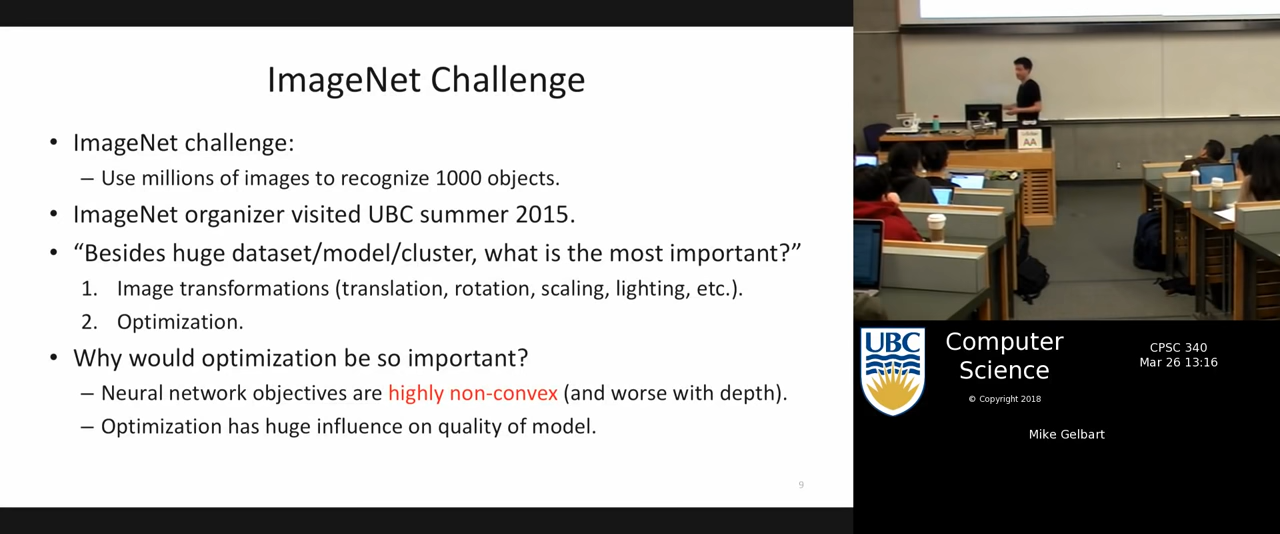 ImageNet Challenge
• ImageNet challenge:
– Use millions of images to recognize 1000 objects.
• ImageNet organizer visited UBC summer 2015.
• “Besides huge dataset/model/cluster, what is the most important?”
1. Image transformations (translation, rotation, scaling, lighting, etc.).
2. Optimization.
• Why would optimization be so important?
– Neural network objectives are highly non-convex (and worse with depth).
– Optimization has huge influence on quality of model.
9
AA
UBC
Computer
Science
© Copyright 2018
CPSC 340
Mar 26 13:16
Mike Gelbart